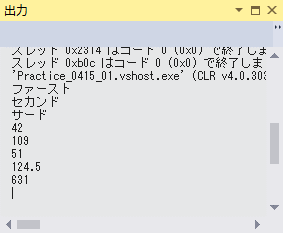 出力
スレッド 0x2314 はコード 0 (0x0) で終了しま
スレッド 0xb0c はコード 0 (0x0) で終了しま
'Practice_0415_01.vshost.exe' (CLR v4.0.303
ファースト
セカンド
サード
42
109
51
124.5
631